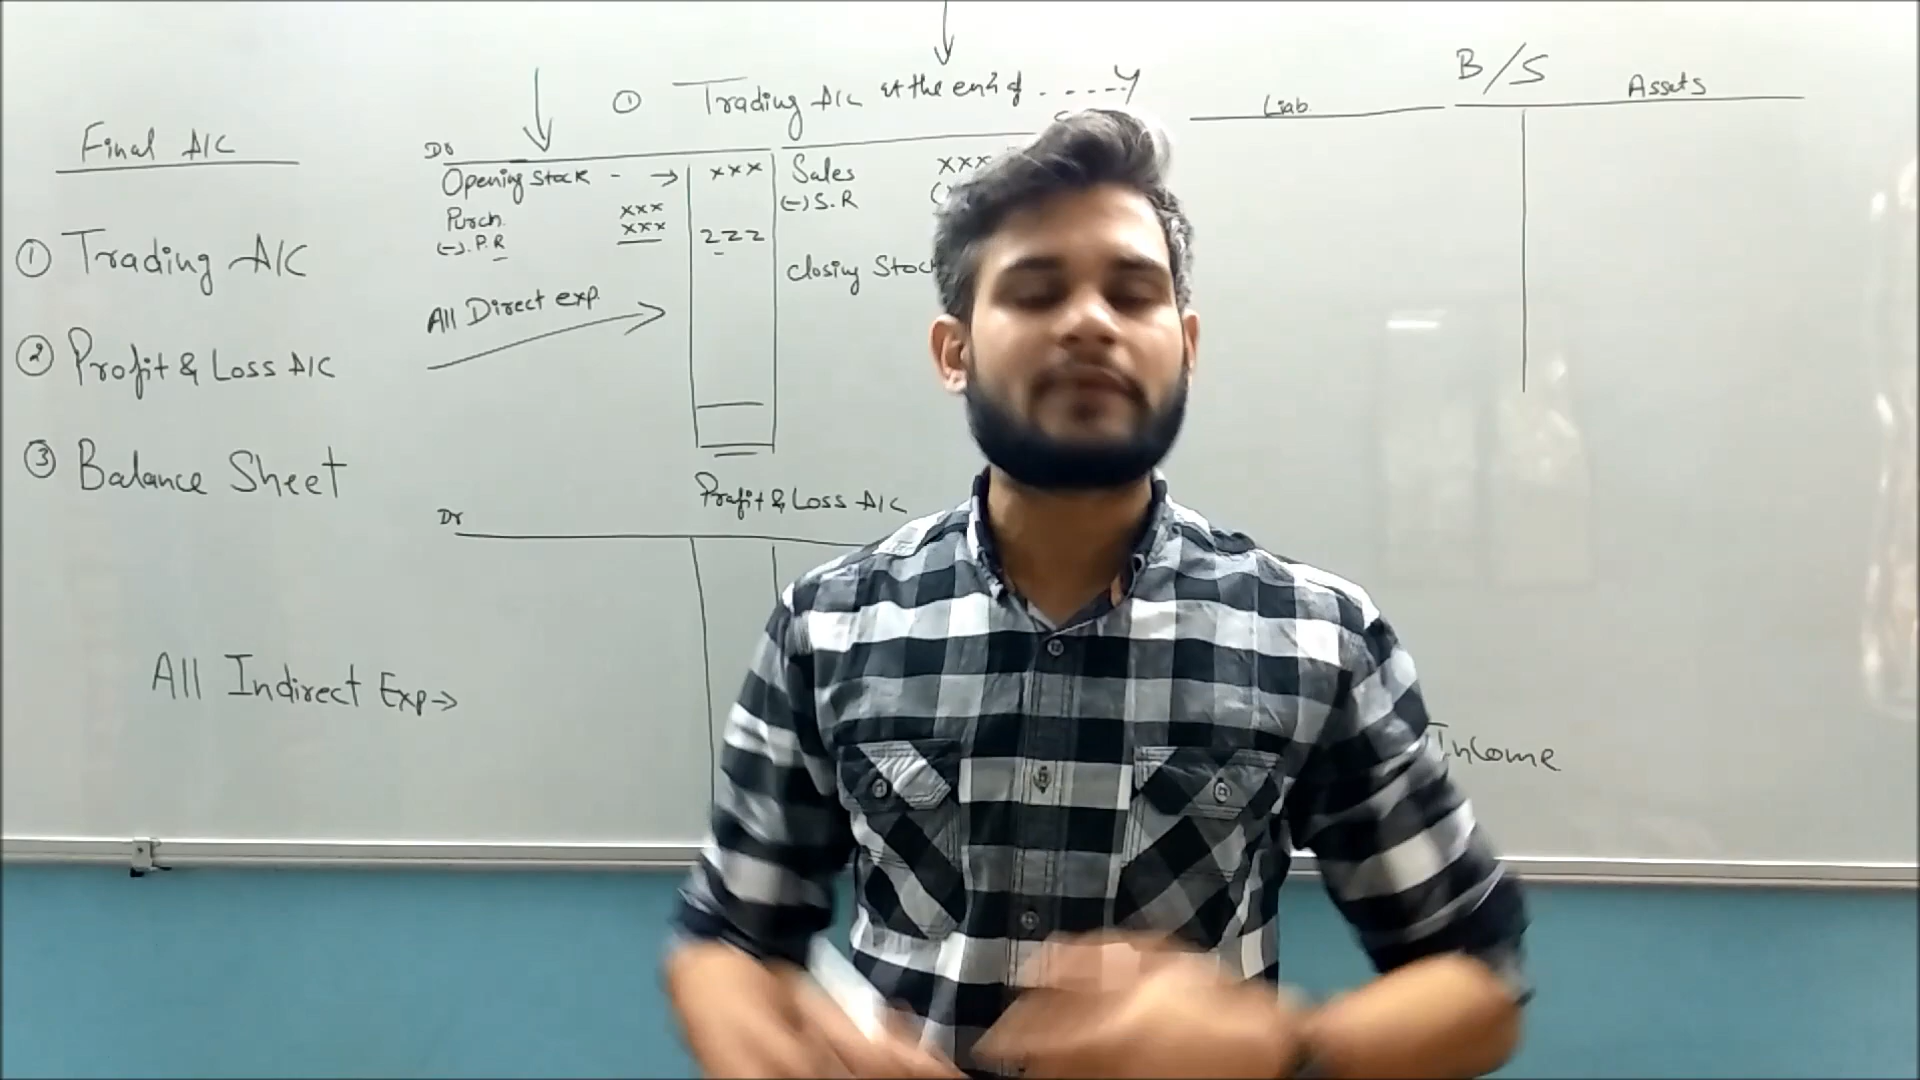 Final A/C
① Trading A/C
② Profit & Loss A/C
③ Balance Sheet
All Indirect Exp→
① Trading A/C at the end of . - - - - Y
Dr
Opening Stock - → xxx
Purch. xxx
(-). P.R xxx zzz
All Direct exp.
Sales xxx
(-) S.R (
Closing Stock
Profit & Loss A/C
Dr
B/S
Liab. Assets
Income